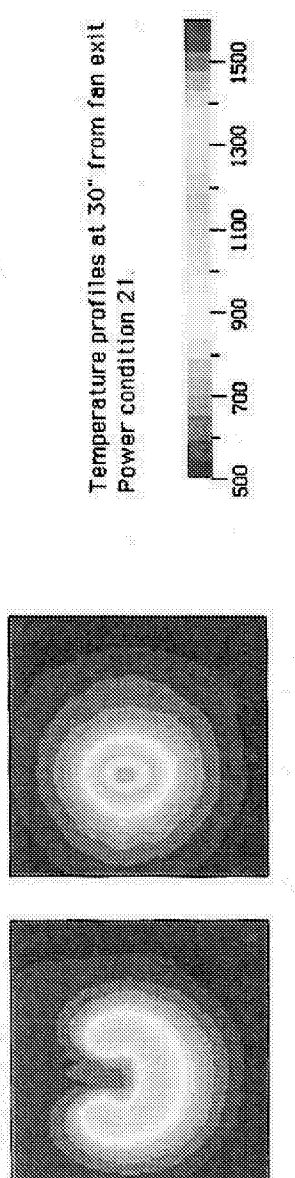 Temperature profiles at 30" from fan exit
Power condition 21.
500 700 900 1100 1300 1500